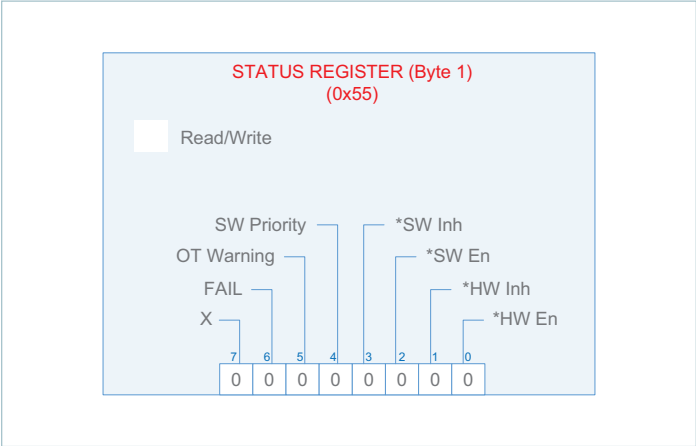 STATUS REGISTER (Byte 1)
(0x55)
Read/Write
SW Priority
*SW Inh
OT Warning
*SW En
FAIL
*HW Inh
X
*HW En
7 6 5 4 3 2 1 0
0 0 0 0 0 0 0 0